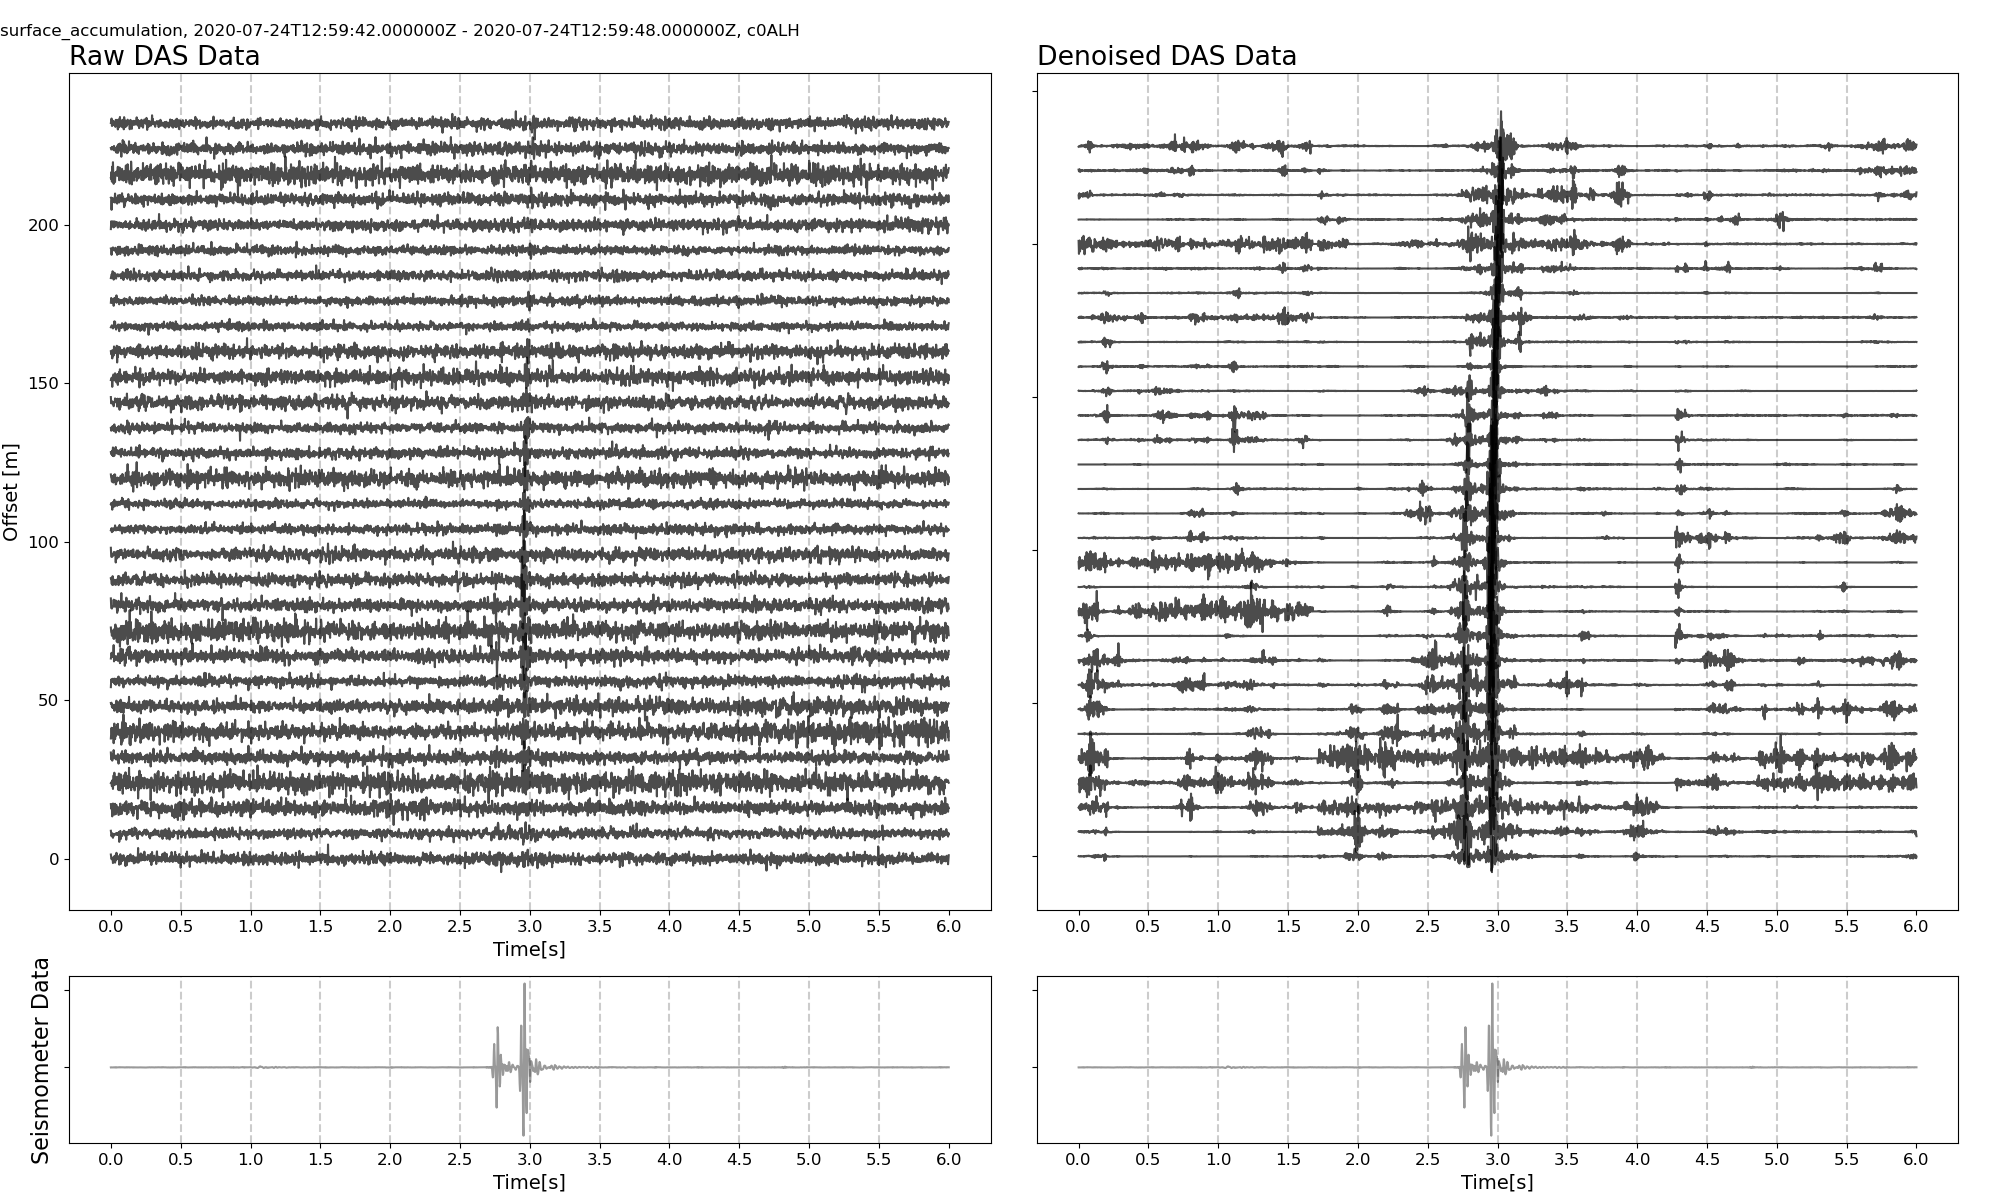 surface_accumulation, 2020-07-24T12:59:42.000000Z - 2020-07-24T12:59:48.000000Z, c0ALH
Raw DAS Data
Denoised DAS Data
Offset [m]
200
150
100
50
0
0.0 0.5 1.0 1.5 2.0 2.5 3.0 3.5 4.0 4.5 5.0 5.5 6.0
Time[s]
0.0 0.5 1.0 1.5 2.0 2.5 3.0 3.5 4.0 4.5 5.0 5.5 6.0
Seismometer Data
0.0 0.5 1.0 1.5 2.0 2.5 3.0 3.5 4.0 4.5 5.0 5.5 6.0
Time[s]
0.0 0.5 1.0 1.5 2.0 2.5 3.0 3.5 4.0 4.5 5.0 5.5 6.0
Time[s]